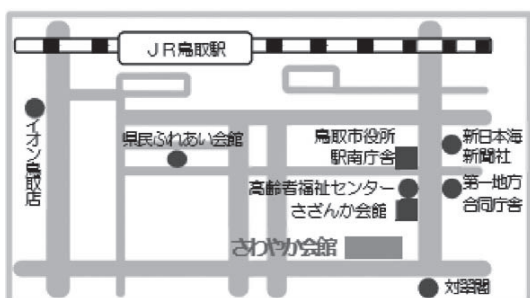 JR鳥取駅
イオン鳥取店
県民ふれあい会館
鳥取市役所
駅南庁舎
新日本海
新聞社
高齢者福祉センター
さざんか会館
第一地方
合同庁舎
さわやか会館
対翠閣